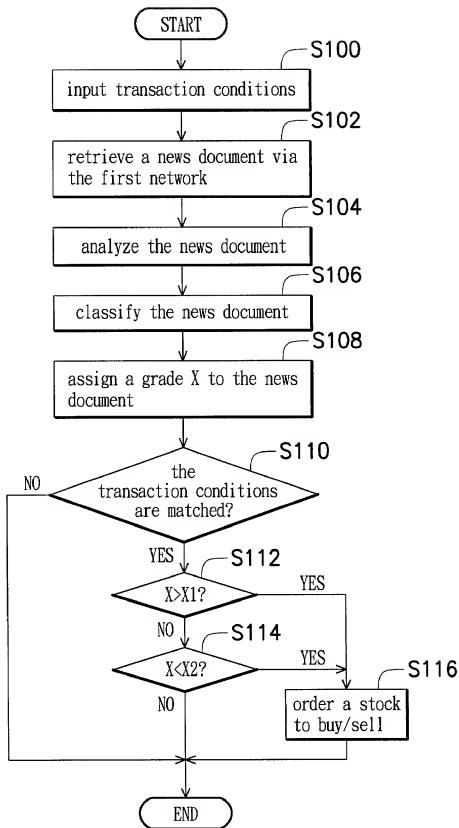 START
S100
input transaction conditions
S102
retrieve a news document via
the first network
S104
analyze the news document
S106
classify the news document
S108
assign a grade X to the news
document
S110
the
transaction conditions
are matched?
NO
YES
S112
X>X1?
YES
NO
S114
X<X2?
YES
NO
S116
order a stock
to buy/sell
END